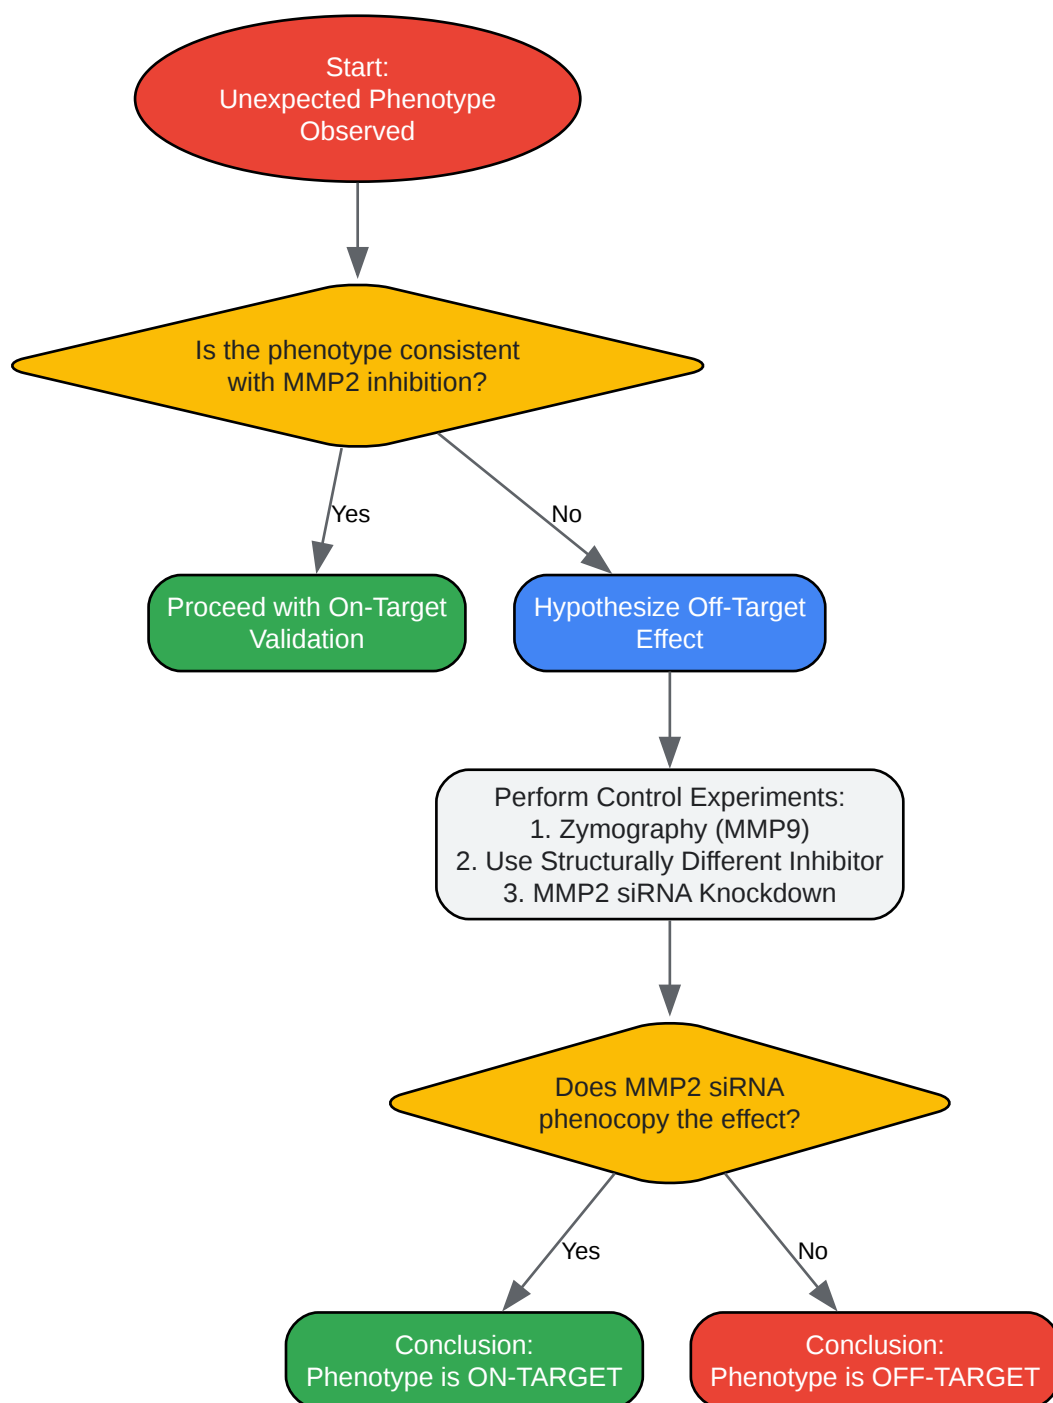 Start:
Unexpected Phenotype
Observed
Is the phenotype consistent
with MMP2 inhibition?
Yes
No
Proceed with On-Target
Validation
Hypothesize Off-Target
Effect
Perform Control Experiments:
1. Zymography (MMP9)
2. Use Structurally Different Inhibitor
3. MMP2 siRNA Knockdown
Does MMP2 siRNA
phenocopy the effect?
Yes
No
Conclusion:
Phenotype is ON-TARGET
Conclusion:
Phenotype is OFF-TARGET